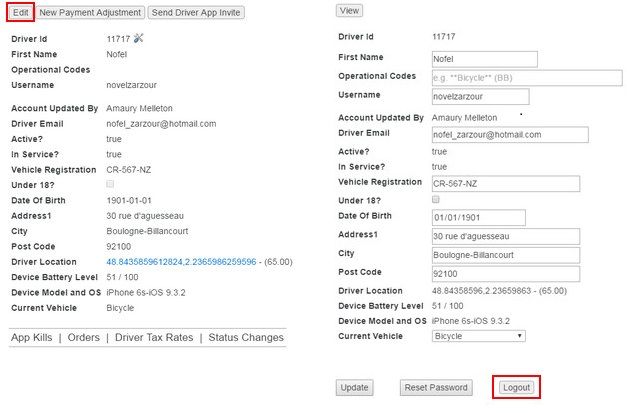 Edit New Payment Adjustment Send Driver App Invite
Driver Id 11717
First Name Nofel
Operational Codes
Username novelzarzour
Account Updated By Amaury Melleton
Driver Email nofel_zarzour@hotmail.com
Active? true
In Service? true
Vehicle Registration CR-567-NZ
Under 18?
Date Of Birth 1901-01-01
Address1 30 rue d'aguesseau
City Boulogne-Billancourt
Post Code 92100
Driver Location 48.8435859612824,2.2365986259596 - (65.00)
Device Battery Level 51 / 100
Device Model and OS iPhone 6s-iOS 9.3.2
Current Vehicle Bicycle
App Kills | Orders | Driver Tax Rates | Status Changes
View
Driver Id 11717
First Name Nofel
Operational Codes e.g. **Bicycle** (BB)
Username novelzarzour
Account Updated By Amaury Melleton
Driver Email nofel_zarzour@hotmail.com
Active? true
In Service? true
Vehicle Registration CR-567-NZ
Under 18?
Date Of Birth 01/01/1901
Address1 30 rue d'aguesseau
City Boulogne-Billancourt
Post Code 92100
Driver Location 48.84358596,2.23659863 - (65.00)
Device Battery Level 51 / 100
Device Model and OS iPhone 6s-iOS 9.3.2
Current Vehicle Bicycle
Update Reset Password Logout